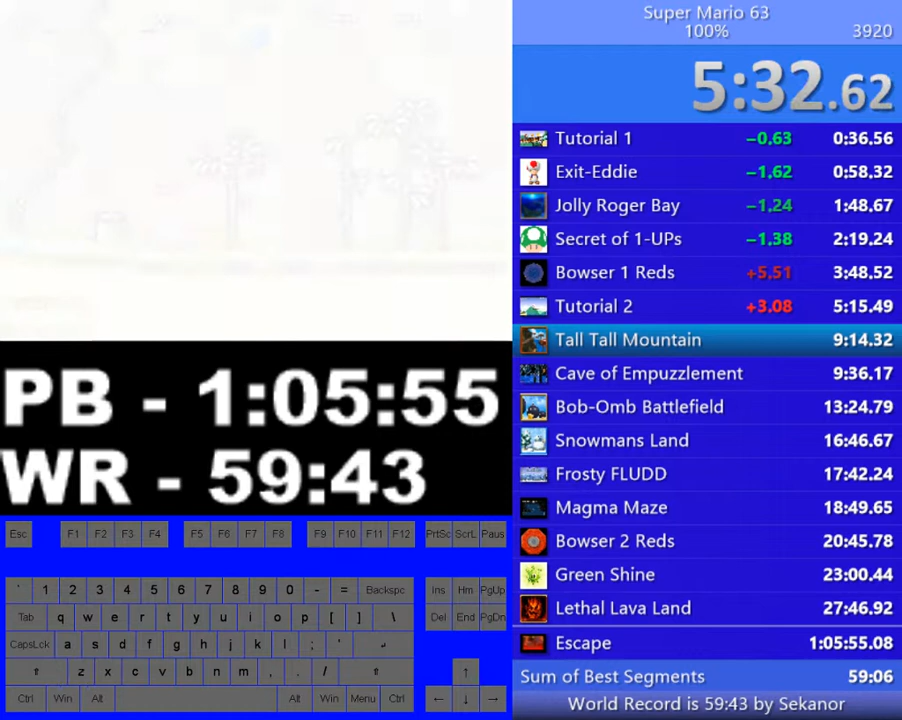 Super Mario 63
100% 3920
5:32.62
Tutorial 1 −0.63 0:36.56
Exit-Eddie −1.62 0:58.32
Jolly Roger Bay −1.24 1:48.67
Secret of 1-UPs −1.38 2:19.24
Bowser 1 Reds +5.51 3:48.52
Tutorial 2 +3.08 5:15.49
Tall Tall Mountain 9:14.32
Cave of Empuzzlement 9:36.17
Bob-Omb Battlefield 13:24.79
Snowmans Land 16:46.67
Frosty FLUDD 17:42.24
Magma Maze 18:49.65
Bowser 2 Reds 20:45.78
Green Shine 23:00.44
Lethal Lava Land 27:46.92
Escape 1:05:55.08
Sum of Best Segments 59:06
World Record is 59:43 by Sekanor
PB - 1:05:55
WR - 59:43
Esc F1 F2 F3 F4 F5 F6 F7 F8 F9 F10 F11 F12 PrtSc ScrL Paus
` 1 2 3 4 5 6 7 8 9 0 - = Backspc Ins Hm PgUp
Tab q w e r t y u i o p [ ] \ Del End PgDn
CapsLck a s d f g h j k l ; ' ↵
⇧ z x c v b n m , . / ⇧ ↑
Ctrl Win Alt Alt Win Menu Ctrl ← ↓ →